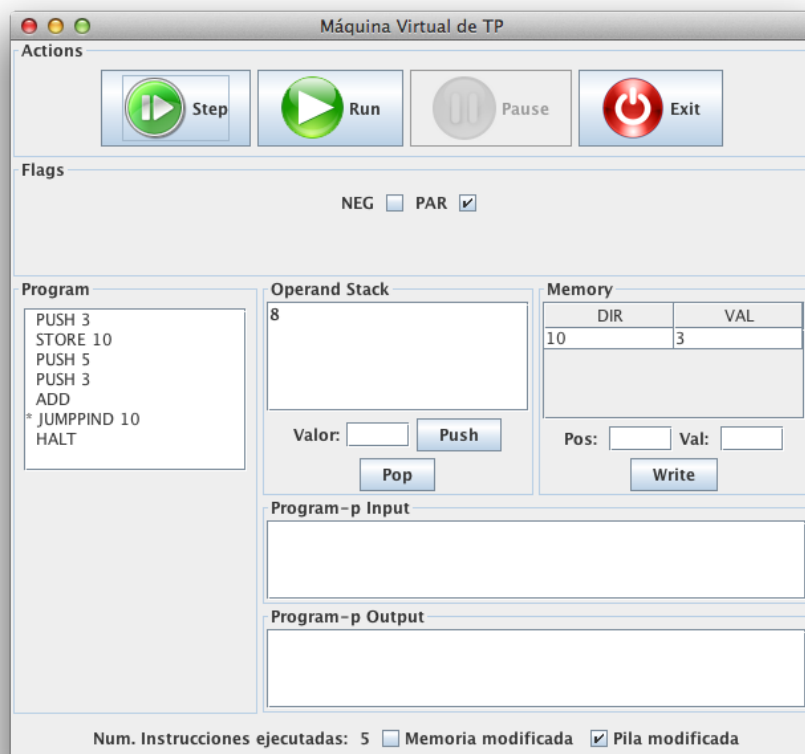 Máquina Virtual de TP
Actions
Step Run Pause Exit
Flags
NEG PAR
Program
PUSH 3
STORE 10
PUSH 5
PUSH 3
ADD
* JUMPPIND 10
HALT
Operand Stack
8
Valor: Push
Pop
Memory
DIR VAL
10 3
Pos: Val:
Write
Program-p Input
Program-p Output
Num. Instrucciones ejecutadas: 5 Memoria modificada Pila modificada